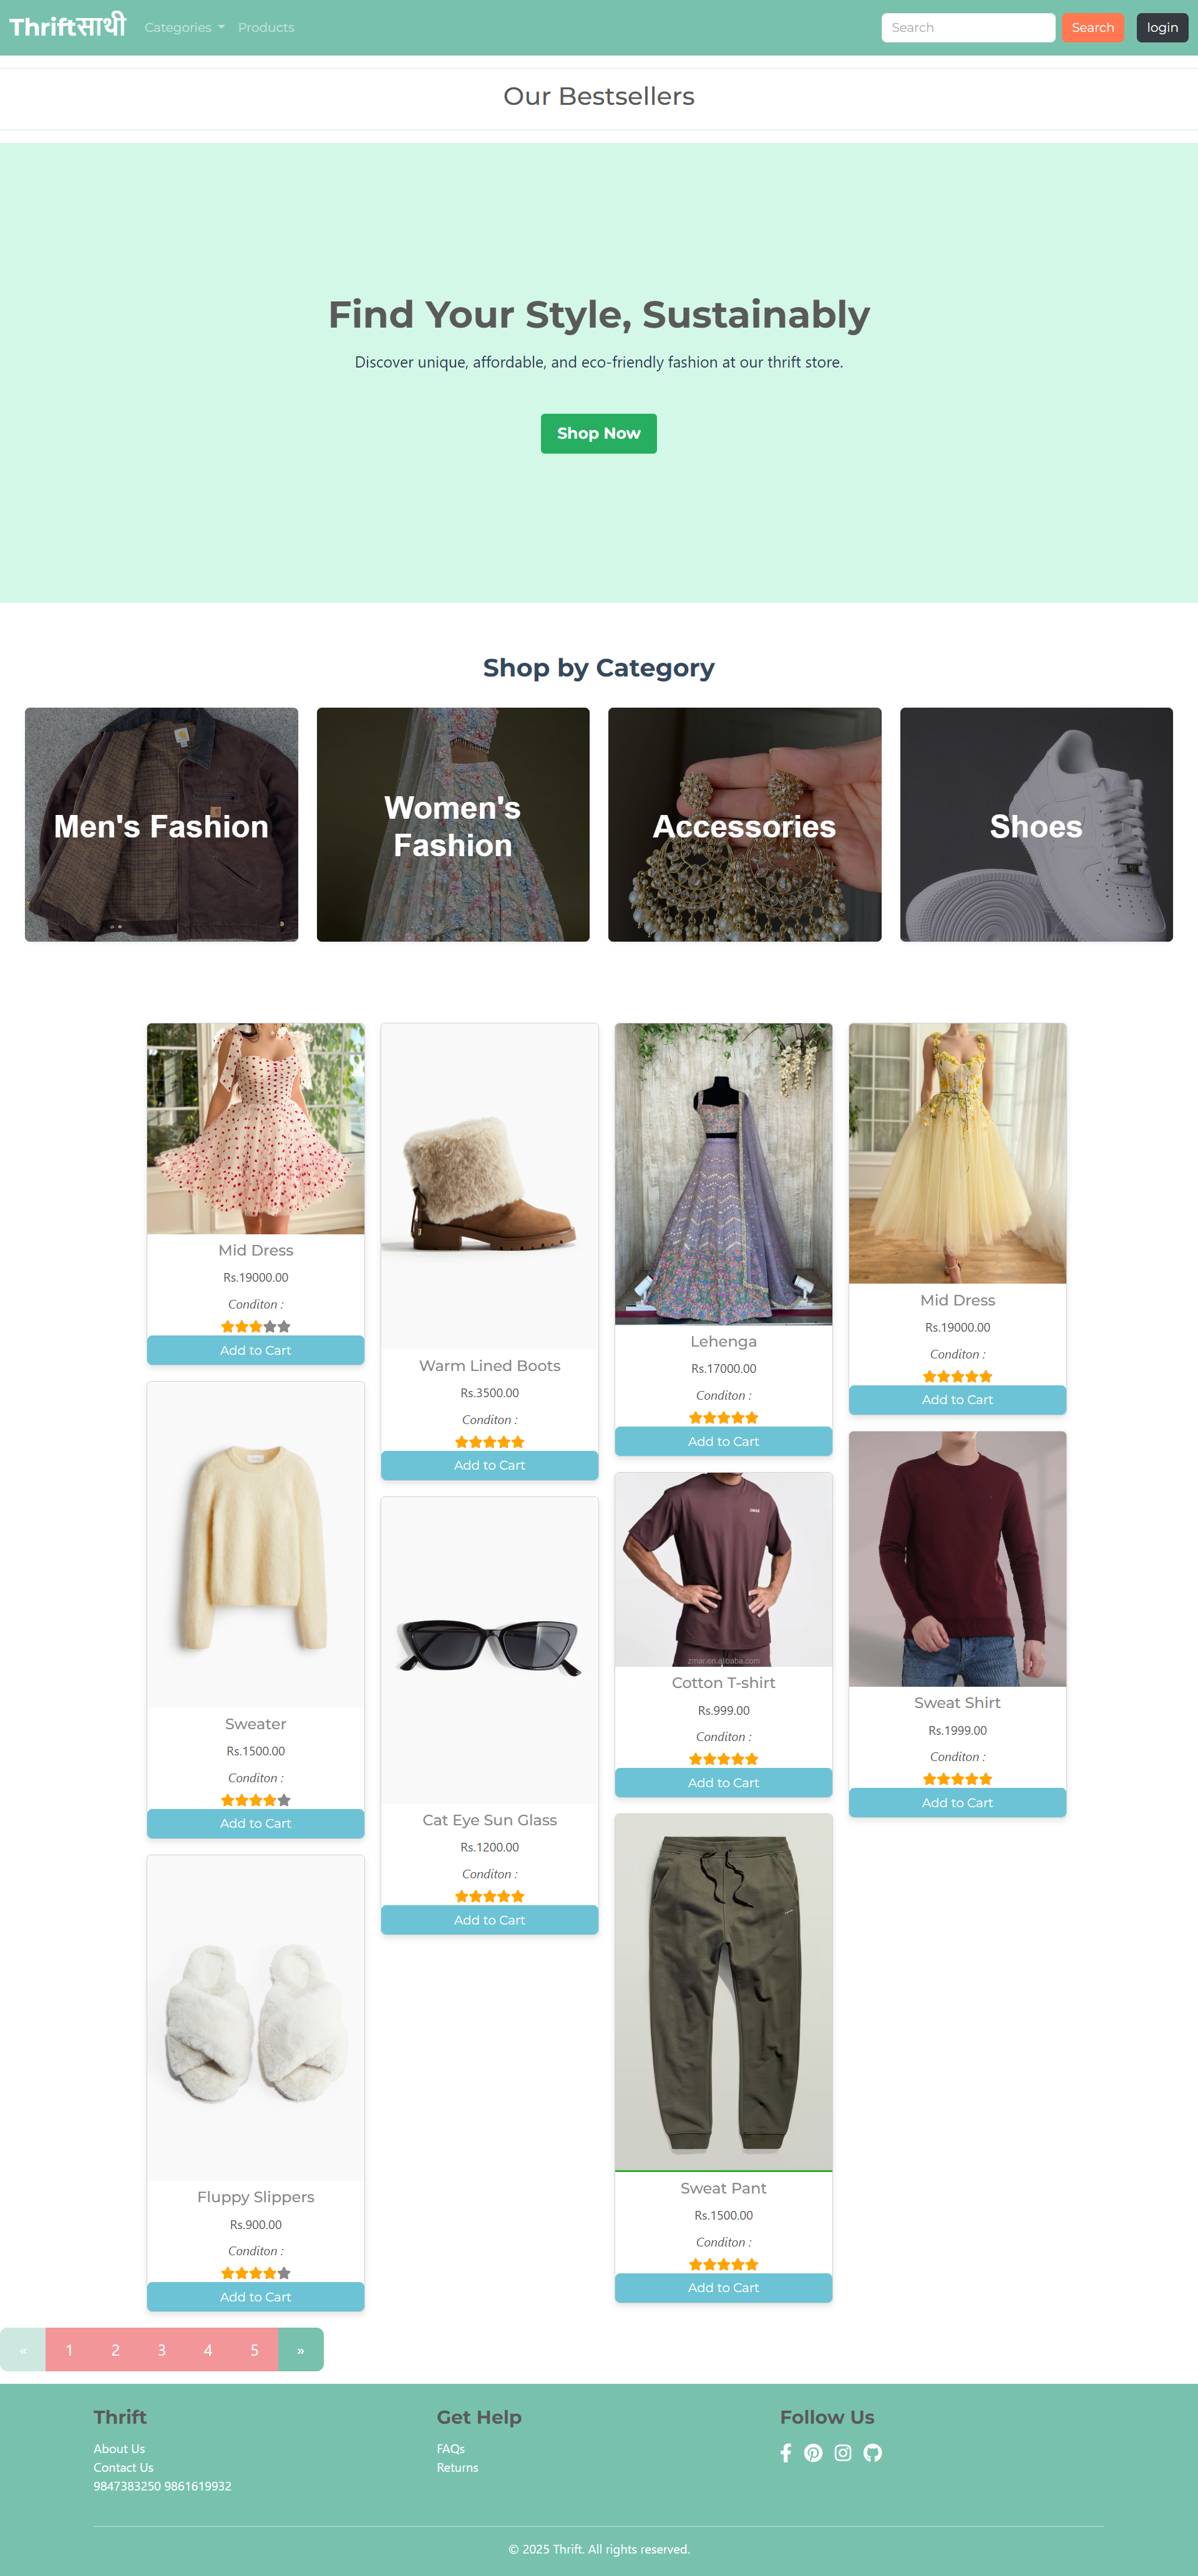 Thriftसाथी
Categories
Products
Search
Search
login
Our Bestsellers
Find Your Style, Sustainably
Discover unique, affordable, and eco-friendly fashion at our thrift store.
Shop Now
Shop by Category
Men's Fashion
Women's
Fashion
Accessories
Shoes
Mid Dress
Rs.19000.00
Conditon :
Add to Cart
Warm Lined Boots
Rs.3500.00
Conditon :
Add to Cart
Lehenga
Rs.17000.00
Conditon :
Add to Cart
Mid Dress
Rs.19000.00
Conditon :
Add to Cart
Sweater
Rs.1500.00
Conditon :
Add to Cart
Cat Eye Sun Glass
Rs.1200.00
Conditon :
Add to Cart
zmar.en.alibaba.com
Cotton T-shirt
Rs.999.00
Conditon :
Add to Cart
Sweat Shirt
Rs.1999.00
Conditon :
Add to Cart
Fluppy Slippers
Rs.900.00
Conditon :
Add to Cart
Sweat Pant
Rs.1500.00
Conditon :
Add to Cart
« 1 2 3 4 5 »
Thrift
About Us
Contact Us
9847383250 9861619932
Get Help
FAQs
Returns
Follow Us
© 2025 Thrift. All rights reserved.